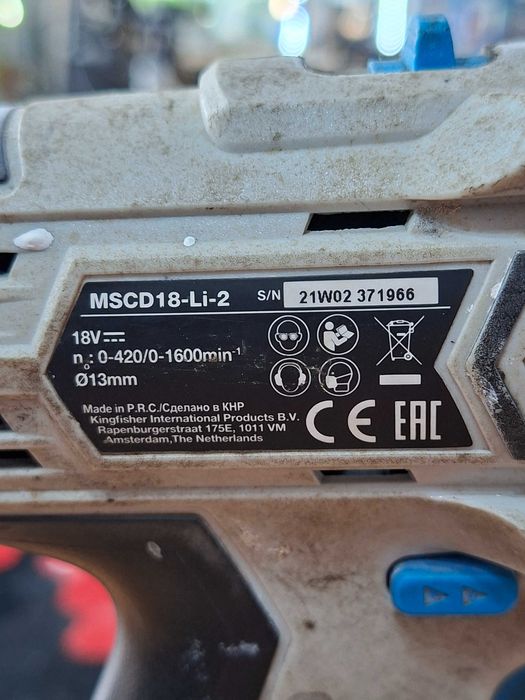 MSCD18-Li-2 S/N 21W02 371966
18V⎓
n₀: 0-420/0-1600min⁻¹
Ø13mm
Made in P.R.C./Сделано в КНР
Kingfisher International Products B.V.
Rapenburgerstraat 175E, 1011 VM
Amsterdam,The Netherlands
CE EAC